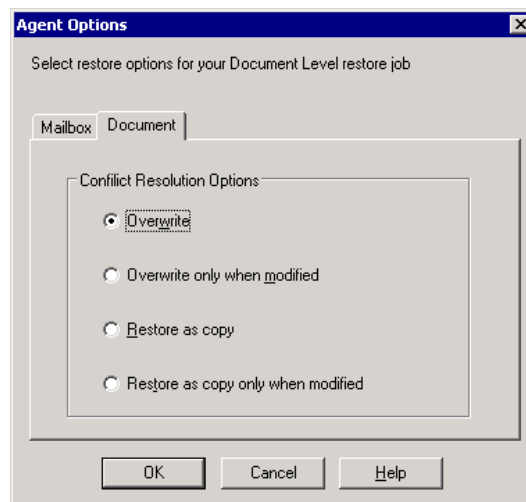 Agent Options
Select restore options for your Document Level restore job
Mailbox
Document
Confilict Resolution Options
Overwrite
Overwrite only when modified
Restore as copy
Restore as copy only when modified
OK
Cancel
Help